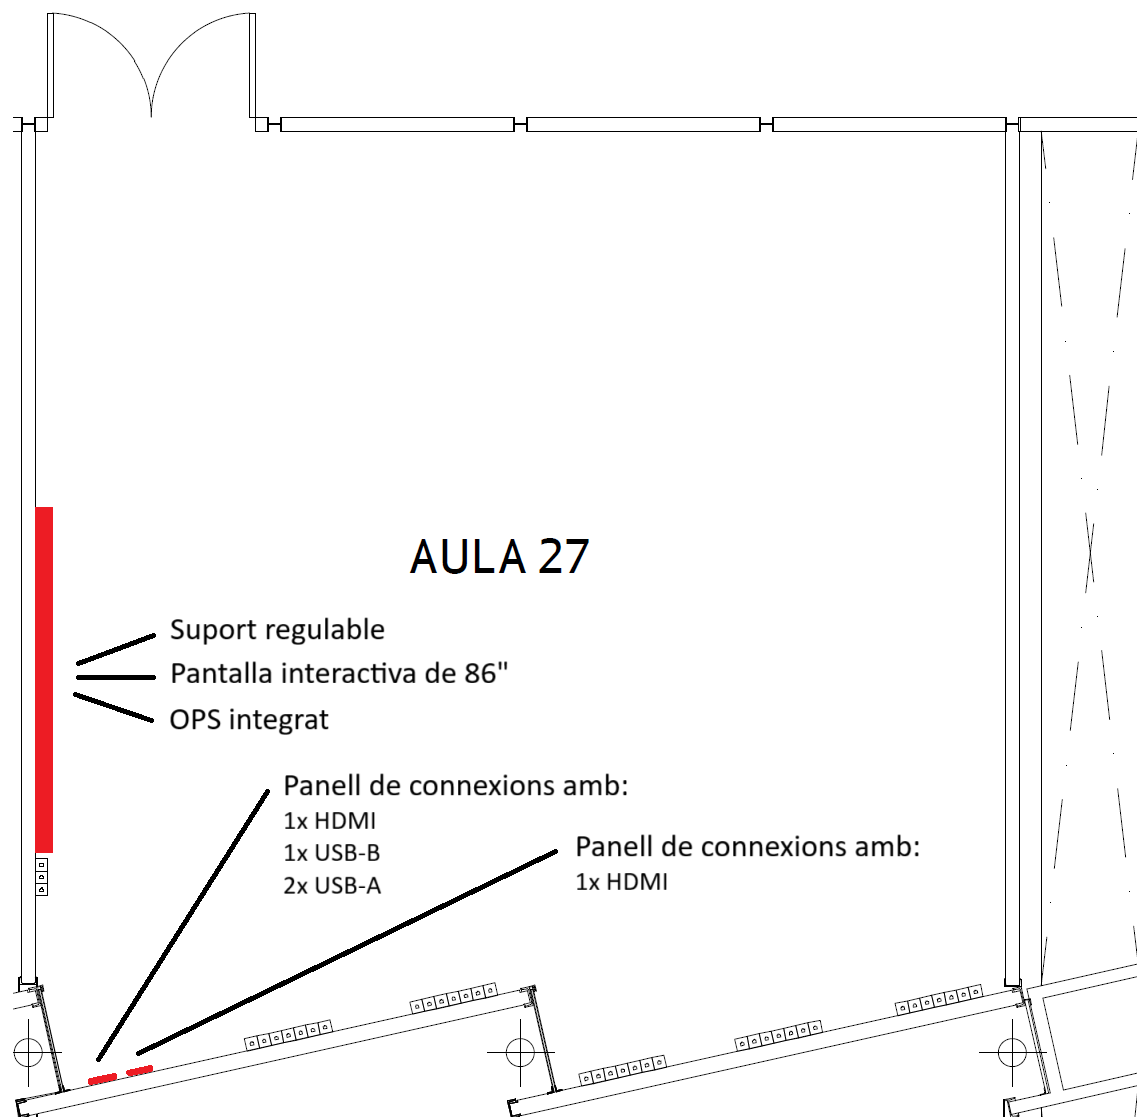 AULA 27
Suport regulable
Pantalla interactiva de 86"
OPS integrat
Panell de connexions amb:
1x HDMI
1x USB-B
2x USB-A
Panell de connexions amb:
1x HDMI